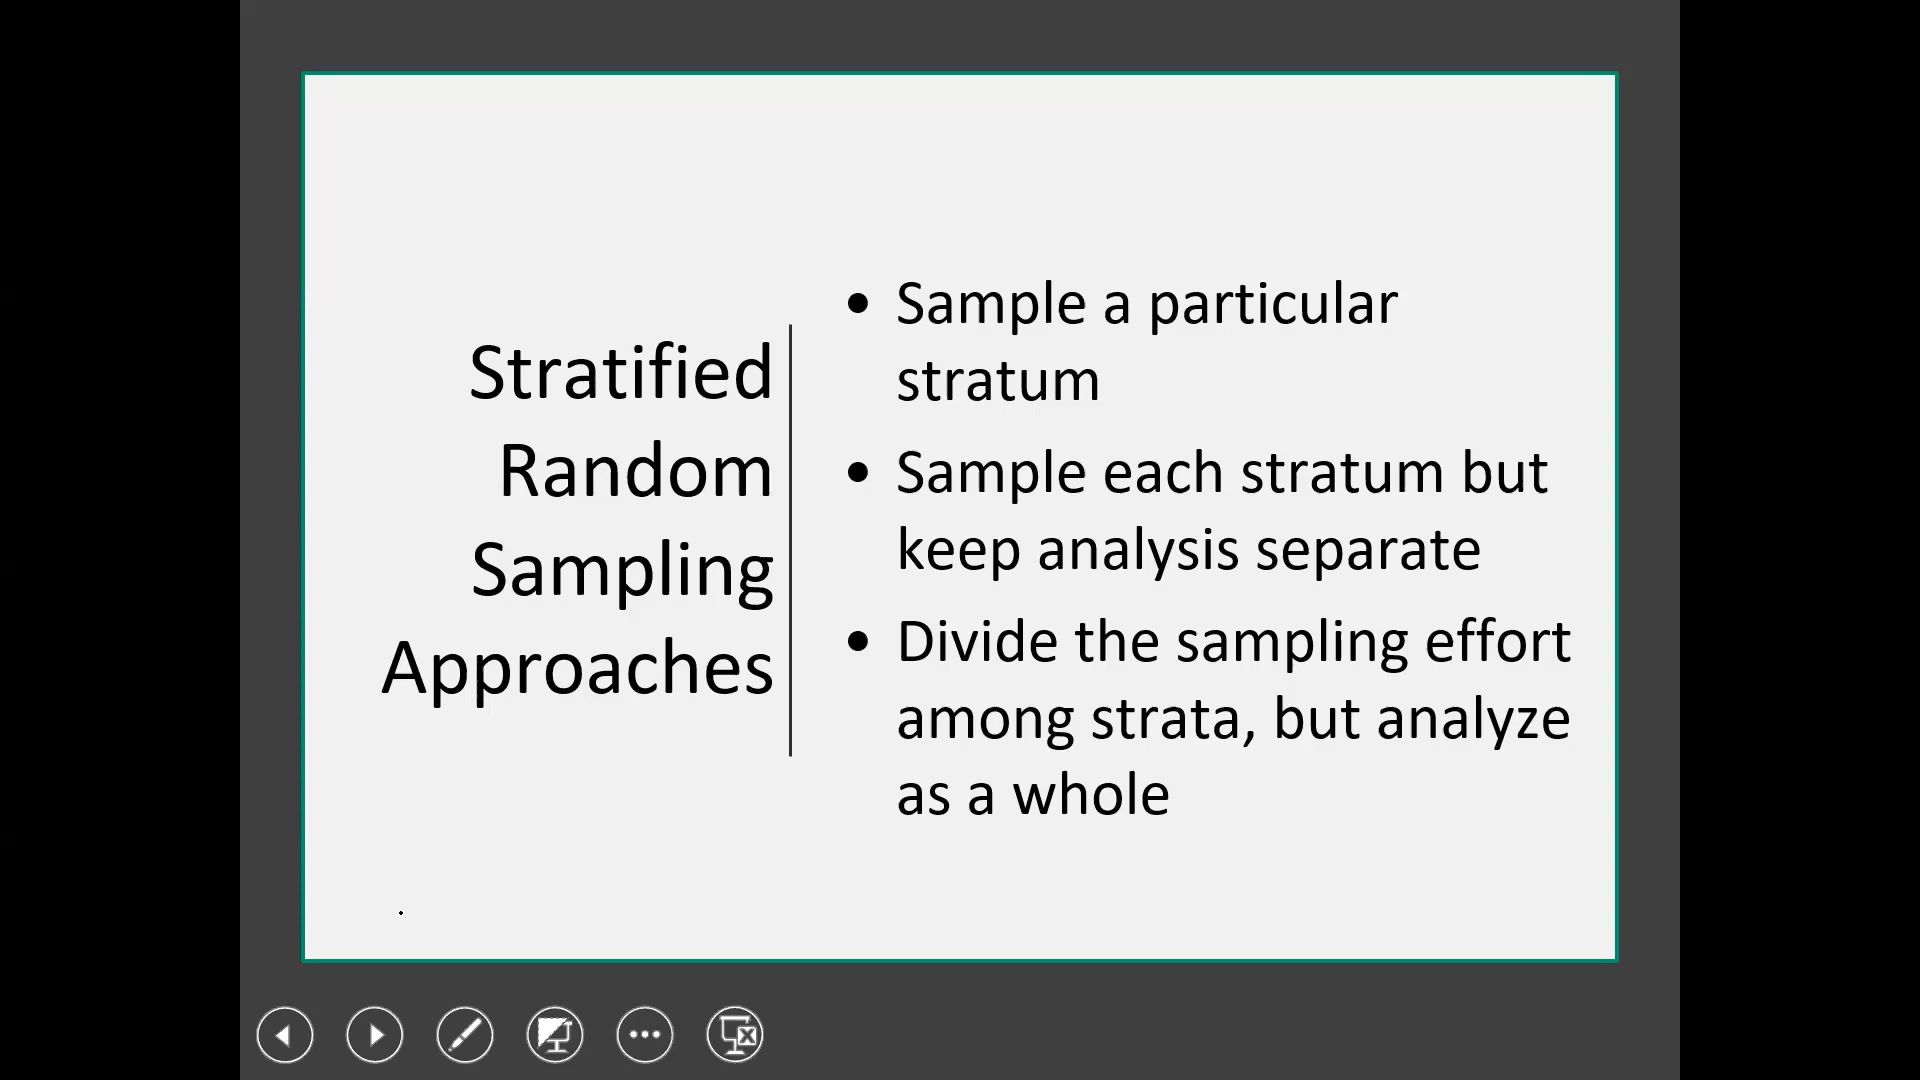 Stratified
Random
Sampling
Approaches
• Sample a particular
stratum
• Sample each stratum but
keep analysis separate
• Divide the sampling effort
among strata, but analyze
as a whole